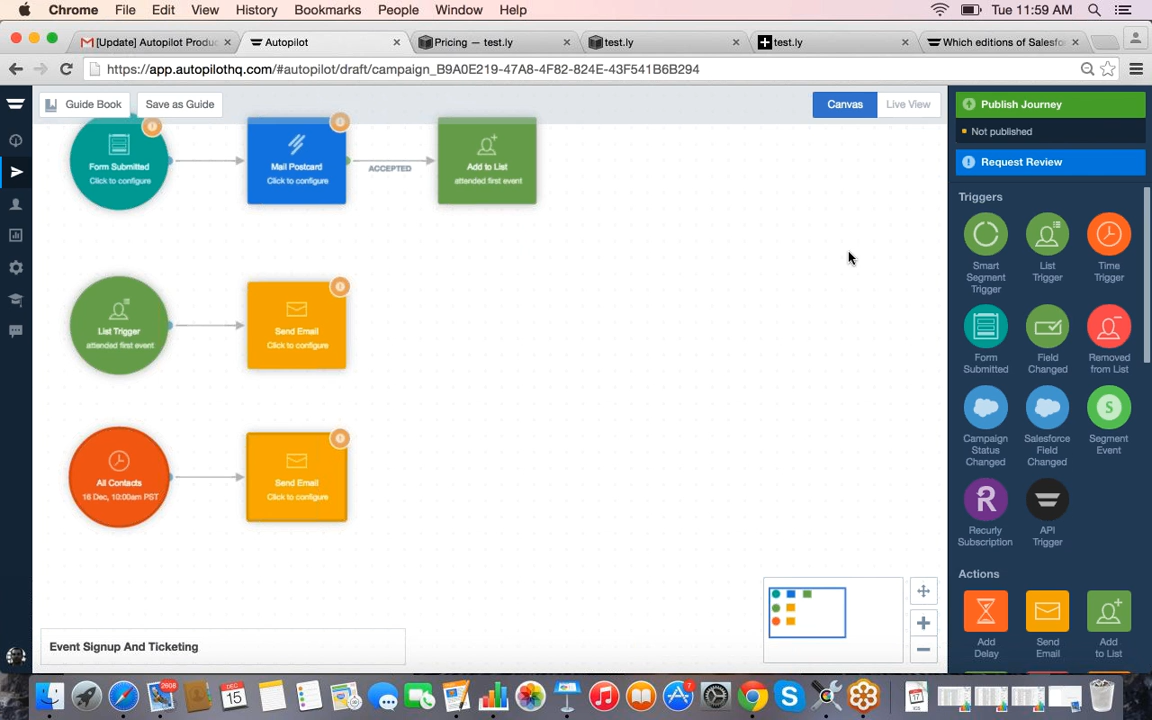 Chrome File Edit View History Bookmarks People Window Help Tue 11:59 AM
[Update] Autopilot Produc Autopilot Pricing — test.ly test.ly test.ly Which editions of Salesfo
https://app.autopilothq.com/#autopilot/draft/campaign_B9A0E219-47A8-4F82-824E-43F541B6B294
Guide Book Save as Guide Canvas Live View
Publish Journey
Not published
Request Review
Form Submitted
Click to configure
Mail Postcard
Click to configure
ACCEPTED
Add to List
attended first event
List Trigger
attended first event
Send Email
Click to configure
All Contacts
16 Dec, 10:00am PST
Send Email
Click to configure
Event Signup And Ticketing
Triggers
Smart
Segment
Trigger
List
Trigger
Time
Trigger
Form
Submitted
Field
Changed
Removed
from List
Campaign
Status
Changed
Salesforce
Field
Changed
S
Segment
Event
R
Recurly
Subscription
API
Trigger
Actions
Add
Delay
Send
Email
Add
to List
2608
DEC
15
7